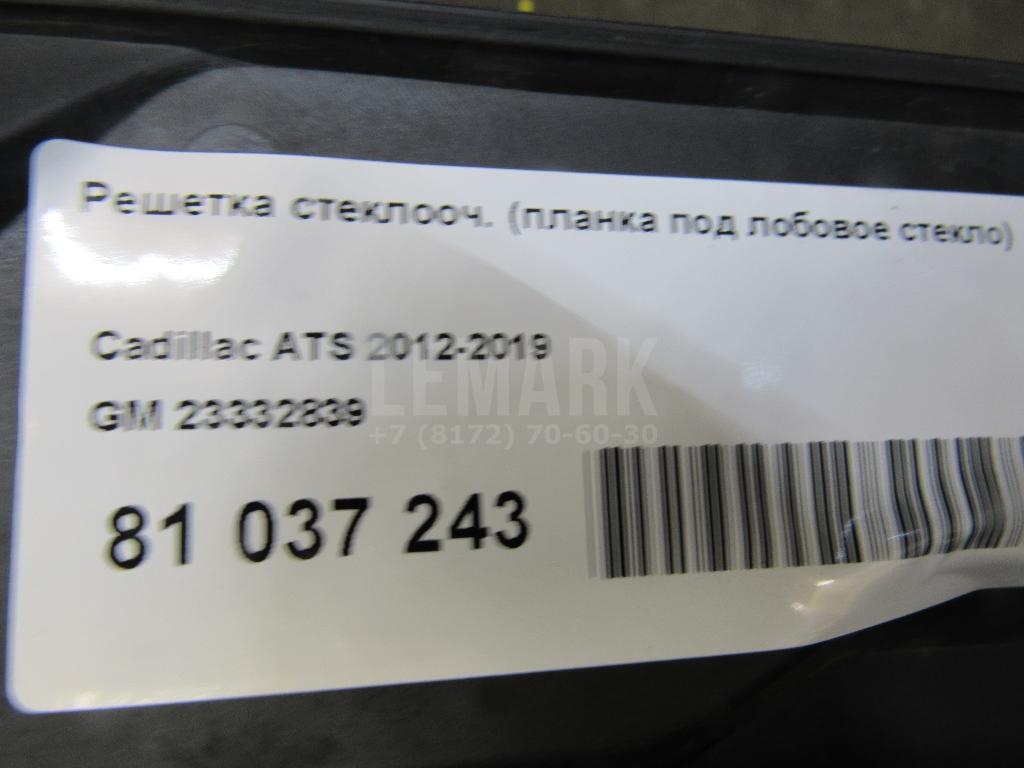 Решетка стеклооч. (планка под лобовое стекло)
Cadillac ATS 2012-2019
GM 23332839
LEMARK
+7 (8172) 70-60-30
81 037 243